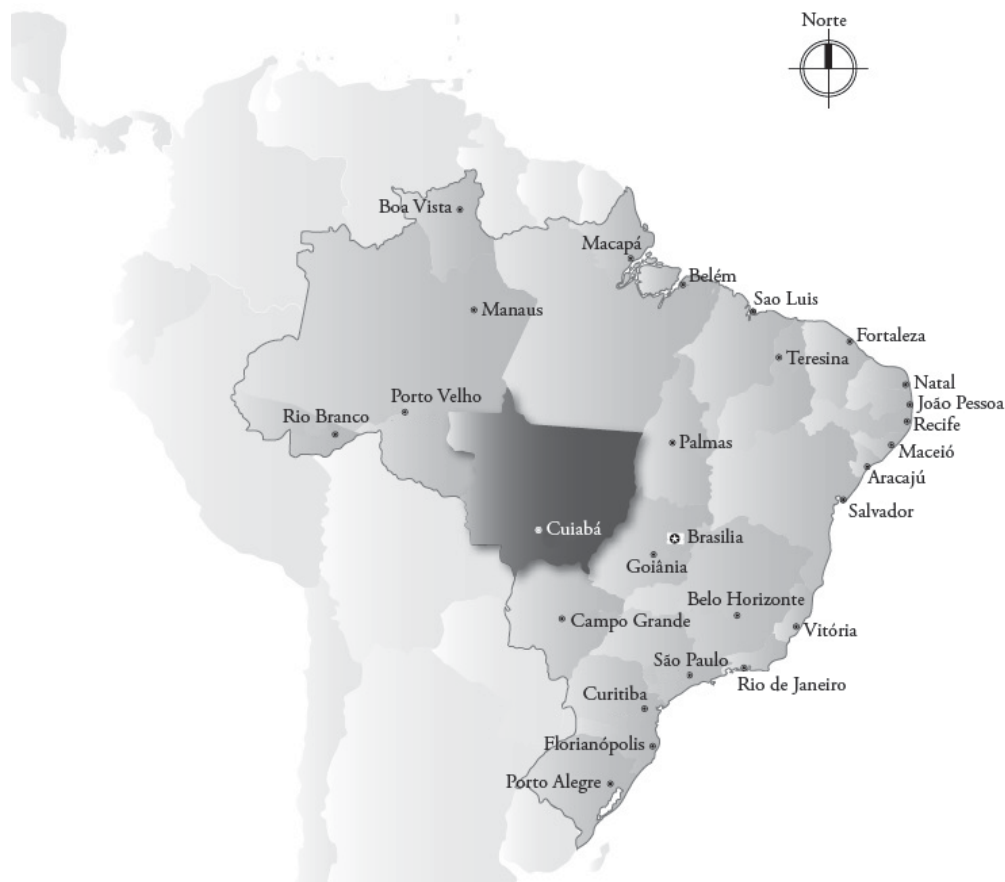 Norte
Boa Vista
Macapá
Belém
Sao Luis
Manaus
Fortaleza
Teresina
Natal
Porto Velho
João Pessoa
Rio Branco
Recife
Palmas
Maceió
Aracajú
Salvador
Cuiabá
Brasilia
Goiânia
Belo Horizonte
Campo Grande
Vitória
São Paulo
Rio de Janeiro
Curitiba
Florianópolis
Porto Alegre